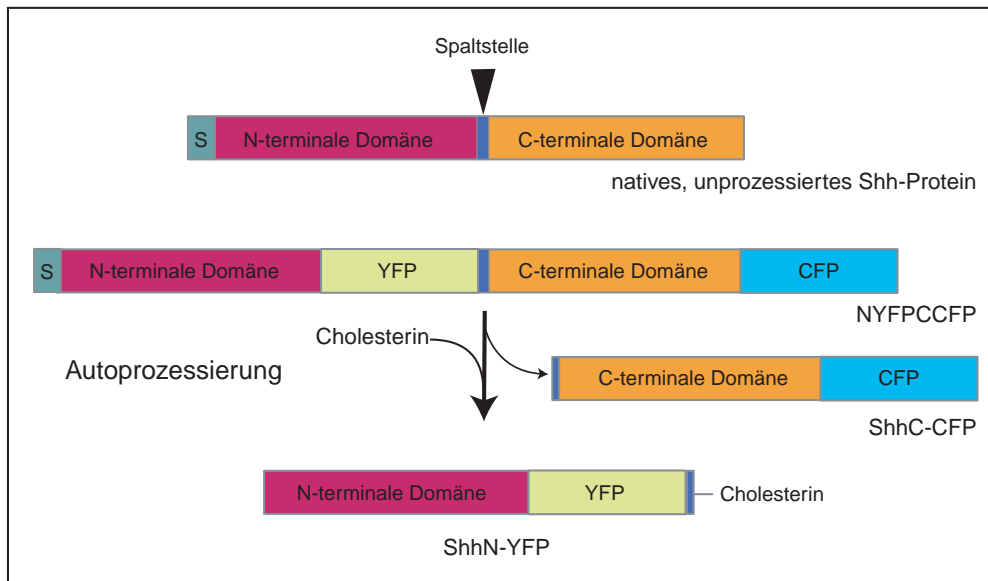 Spaltstelle
S N-terminale Domäne C-terminale Domäne
natives, unprozessiertes Shh-Protein
S N-terminale Domäne YFP C-terminale Domäne CFP
NYFPCCFP
Cholesterin
Autoprozessierung
C-terminale Domäne CFP
ShhC-CFP
N-terminale Domäne YFP Cholesterin
ShhN-YFP